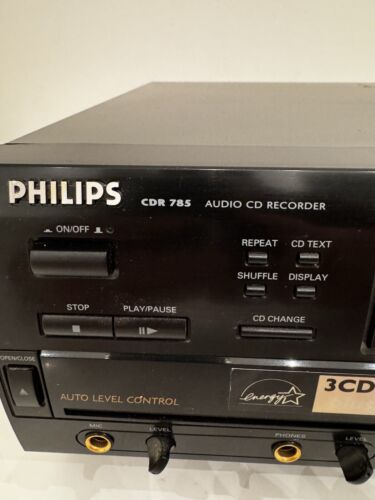 PHILIPS CDR 785 AUDIO CD RECORDER
ON/OFF
REPEAT CD TEXT
SHUFFLE DISPLAY
STOP PLAY/PAUSE
CD CHANGE
OPEN/CLOSE
AUTO LEVEL CONTROL
energy
3CD
MIC LEVEL PHONES LEVEL